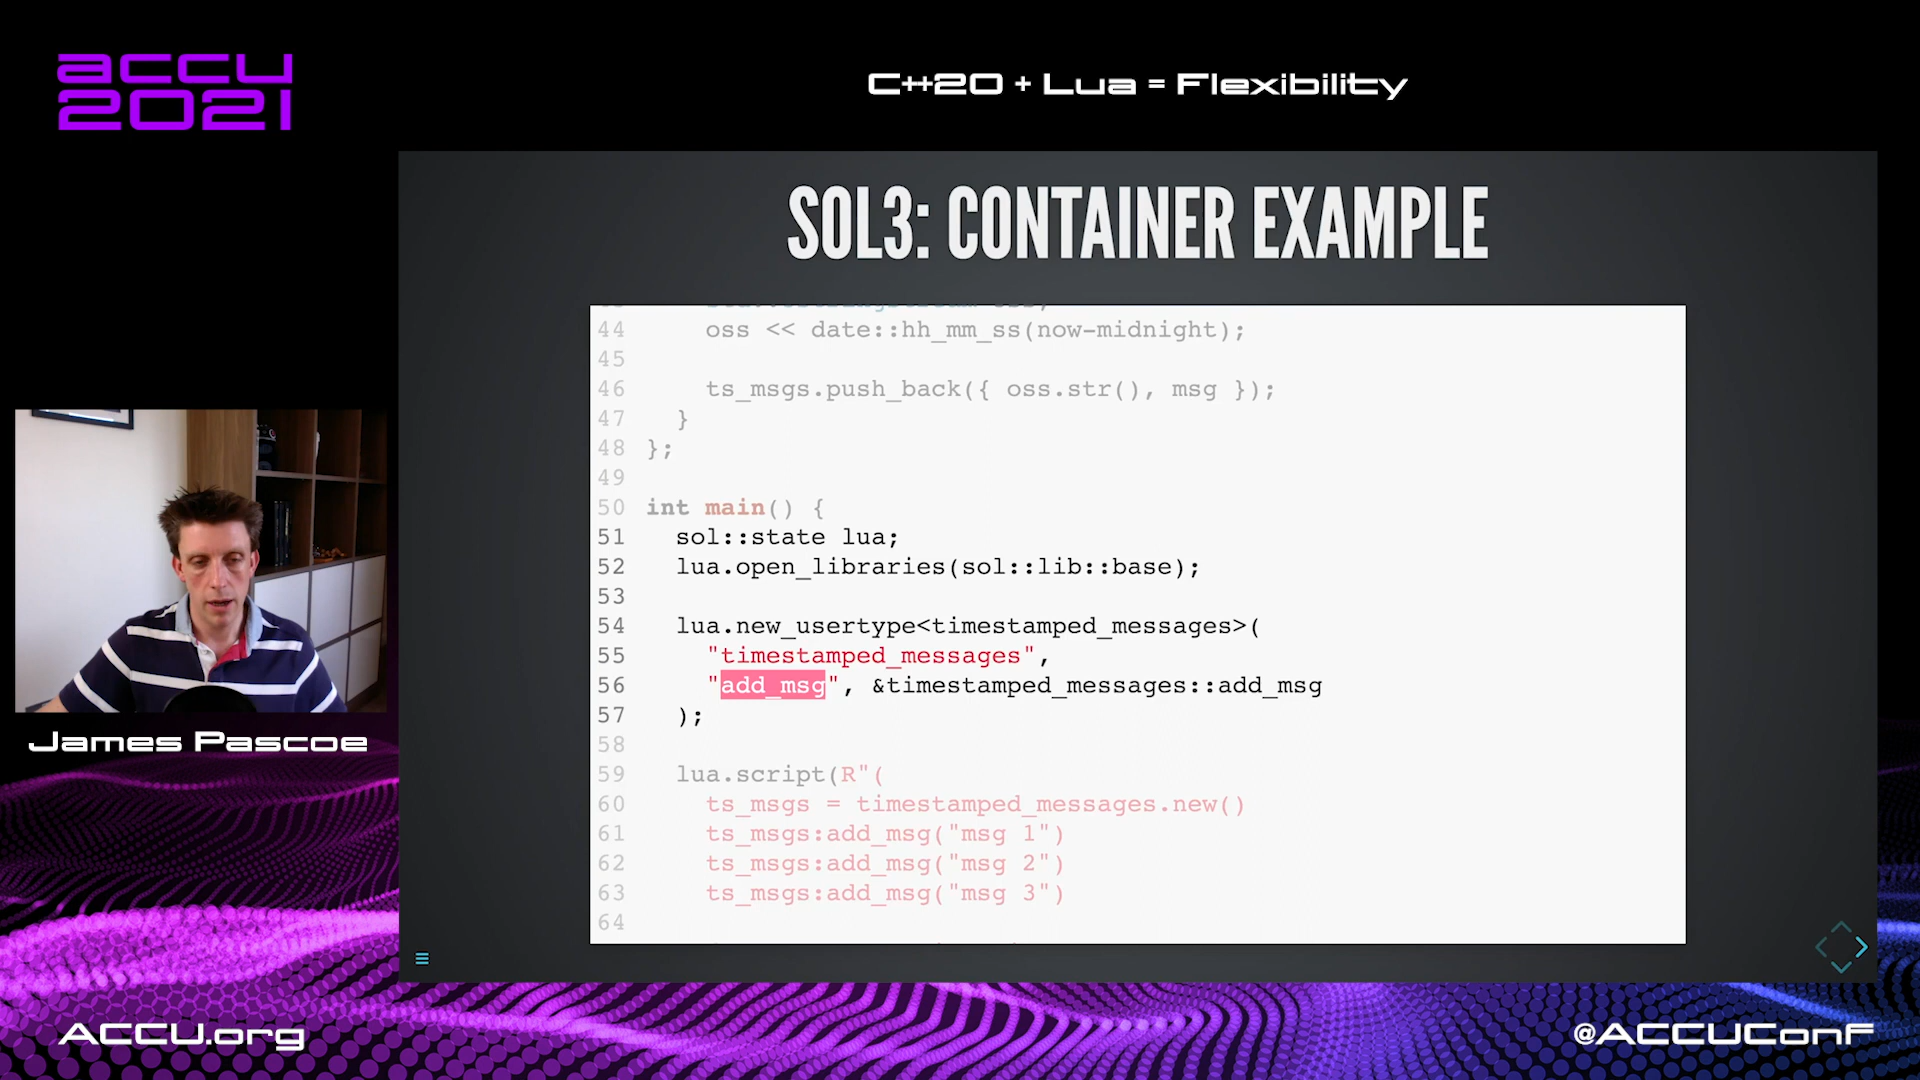 accu
2021
C++20 + Lua = Flexibility
SOL3: CONTAINER EXAMPLE
44 oss << date::hh_mm_ss(now-midnight);
45
46 ts_msgs.push_back({ oss.str(), msg });
47 }
48 };
49
50 int main() {
51 sol::state lua;
52 lua.open_libraries(sol::lib::base);
53
54 lua.new_usertype<timestamped_messages>(
55 "timestamped_messages",
56 "add_msg", &timestamped_messages::add_msg
57 );
58
59 lua.script(R"(
60 ts_msgs = timestamped_messages.new()
61 ts_msgs:add_msg("msg 1")
62 ts_msgs:add_msg("msg 2")
63 ts_msgs:add_msg("msg 3")
64
James Pascoe
ACCU.org
@ACCUConf